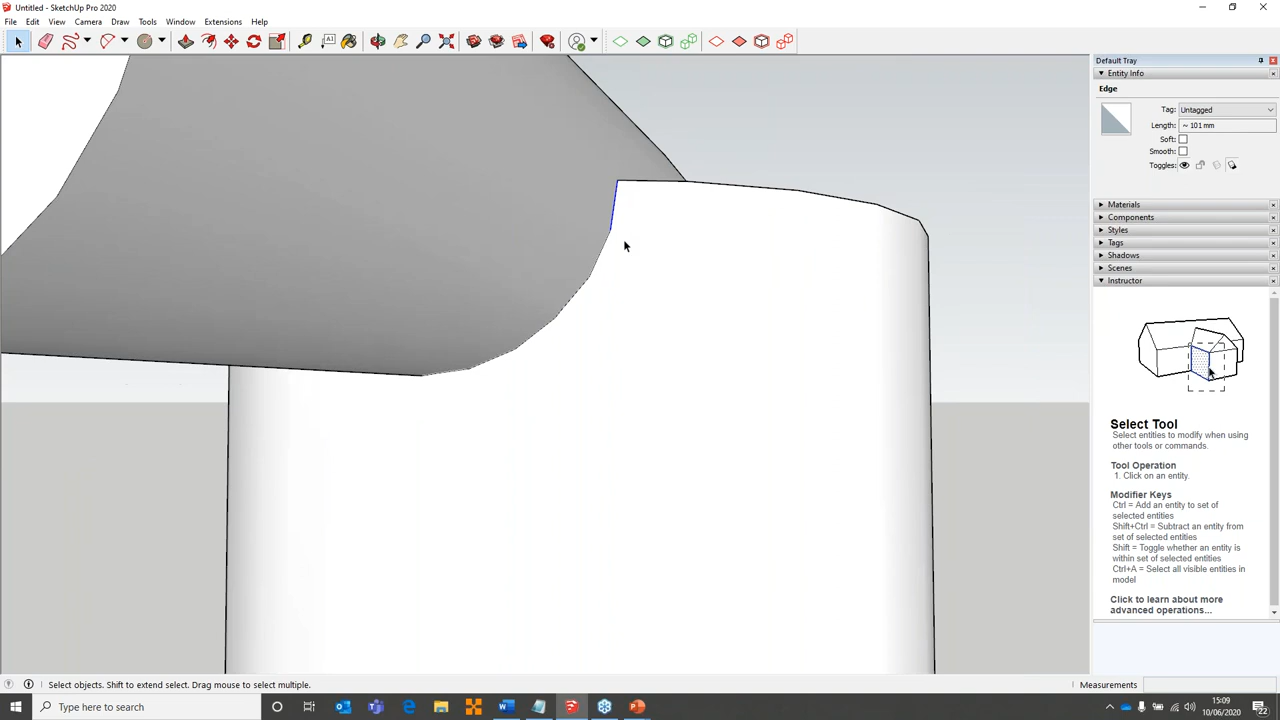 Untitled - SketchUp Pro 2020
File Edit View Camera Draw Tools Window Extensions Help
Default Tray
Entity Info
Edge
Tag: Untagged
Length: ~ 101 mm
Soft:
Smooth:
Toggles:
Materials
Components
Styles
Tags
Shadows
Scenes
Instructor
Select Tool
Select entities to modify when using
other tools or commands.
Tool Operation
1. Click on an entity.
Modifier Keys
Ctrl = Add an entity to set of
selected entities
Shift+Ctrl = Subtract an entity from
set of selected entities
Shift = Toggle whether an entity is
within set of selected entities
Ctrl+A = Select all visible entities in
model
Click to learn about more
advanced operations...
Select objects. Shift to extend select. Drag mouse to select multiple.
Measurements
Type here to search
15:09
10/06/2020
22